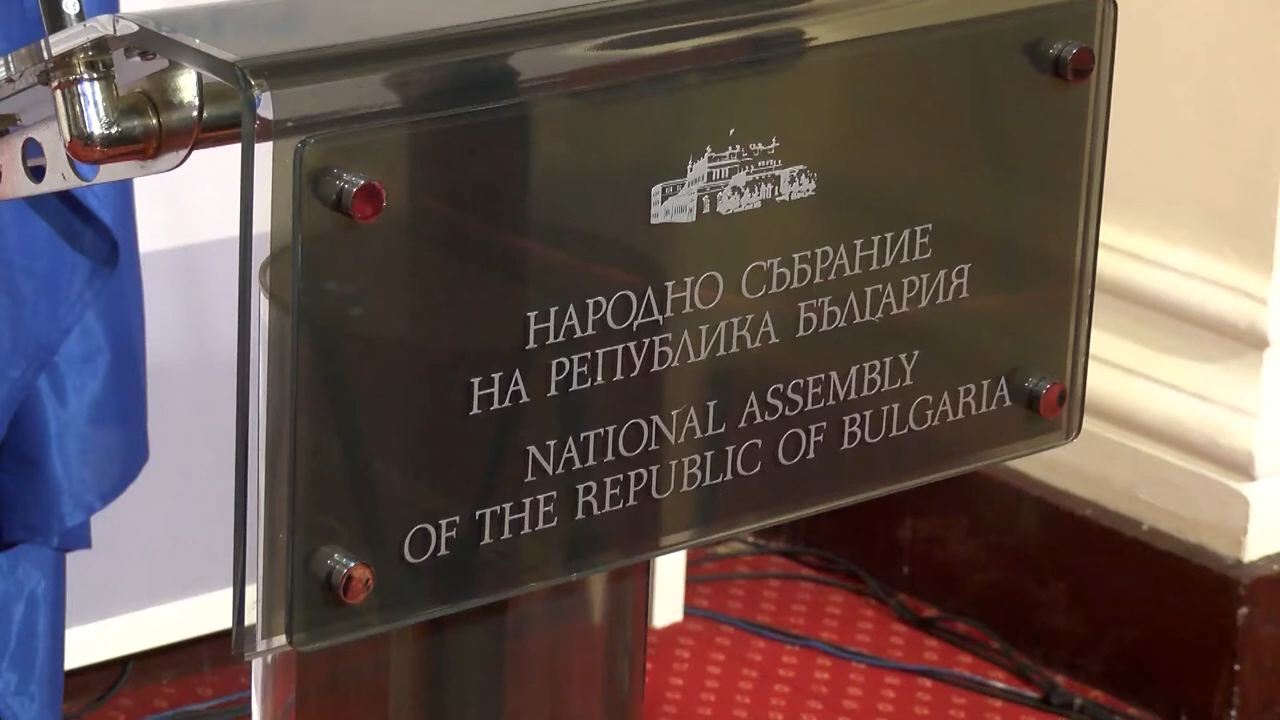 НАРОДНО СЪБРАНИЕ
НА РЕПУБЛИКА БЪЛГАРИЯ
NATIONAL ASSEMBLY
OF THE REPUBLIC OF BULGARIA